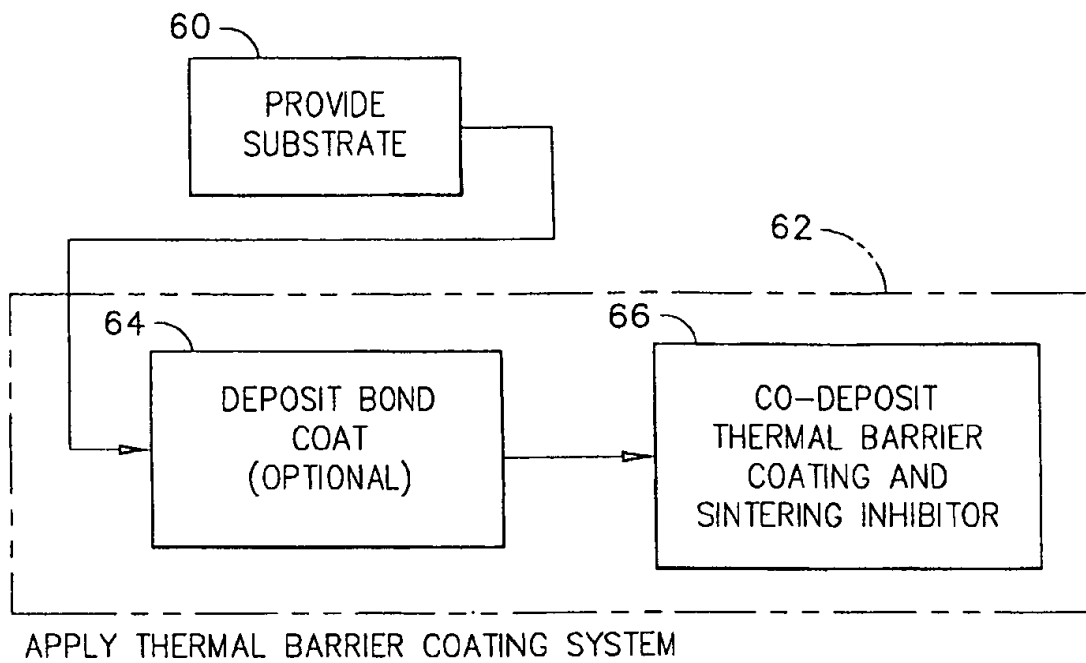 60
PROVIDE
SUBSTRATE
62
64
DEPOSIT BOND
COAT
(OPTIONAL)
66
CO-DEPOSIT
THERMAL BARRIER
COATING AND
SINTERING INHIBITOR
APPLY THERMAL BARRIER COATING SYSTEM